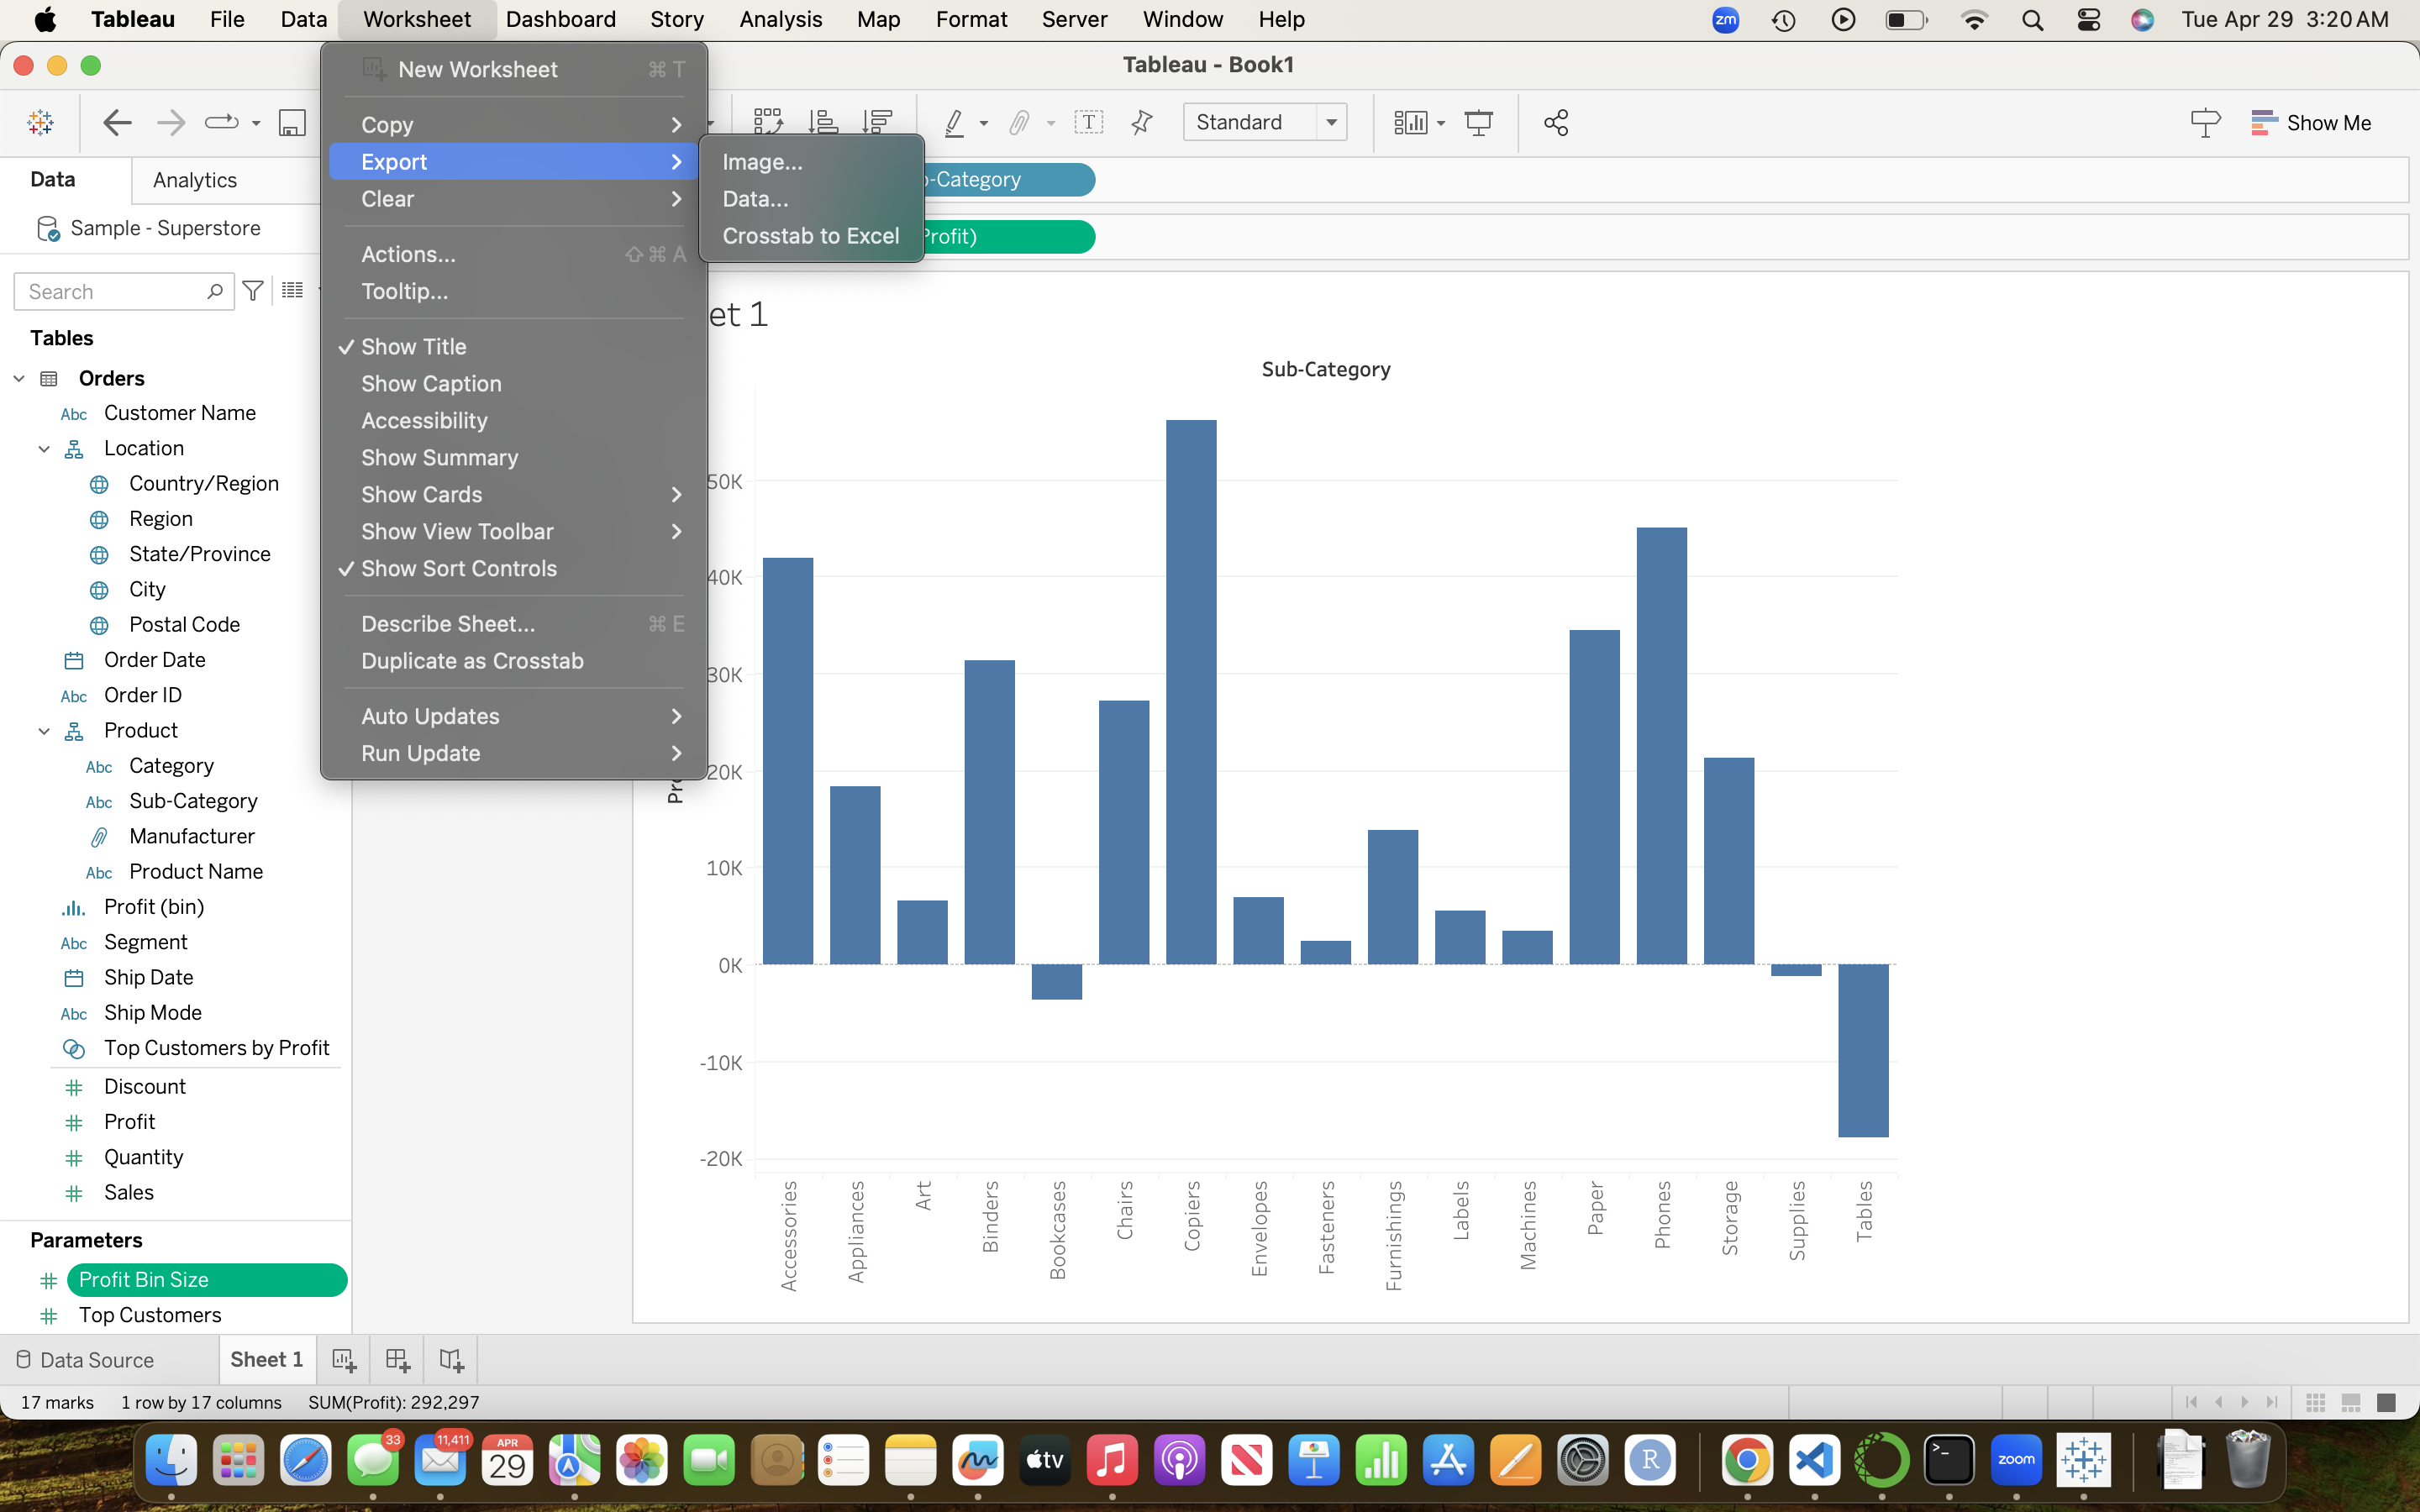 Tableau File Data Worksheet Dashboard Story Analysis Map Format Server Window Help zm Tue Apr 29 3:20 AM
Tableau - Book1
Standard Show Me
Data Analytics
Sample - Superstore
Search
Tables
Orders
Abc Customer Name
Location
Country/Region
Region
State/Province
City
Postal Code
Order Date
Abc Order ID
Product
Abc Category
Abc Sub-Category
Manufacturer
Abc Product Name
Profit (bin)
Abc Segment
Ship Date
Abc Ship Mode
Top Customers by Profit
Discount
Profit
Quantity
Sales
Parameters
Profit Bin Size
Top Customers
New Worksheet ⌘ T
Copy
Export
Clear
Actions... ⇧ ⌘ A
Tooltip...
✓ Show Title
Show Caption
Accessibility
Show Summary
Show Cards
Show View Toolbar
✓ Show Sort Controls
Describe Sheet... ⌘ E
Duplicate as Crosstab
Auto Updates
Run Update
Image...
Data...
Crosstab to Excel
-Category
Profit)
et 1
Sub-Category
50K
40K
30K
20K
10K
0K
-10K
-20K
Accessories
Appliances
Art
Binders
Bookcases
Chairs
Copiers
Envelopes
Fasteners
Furnishings
Labels
Machines
Paper
Phones
Storage
Supplies
Tables
Data Source Sheet 1
17 marks 1 row by 17 columns SUM(Profit): 292,297
33
11,411
APR
29
tv
R
zoom